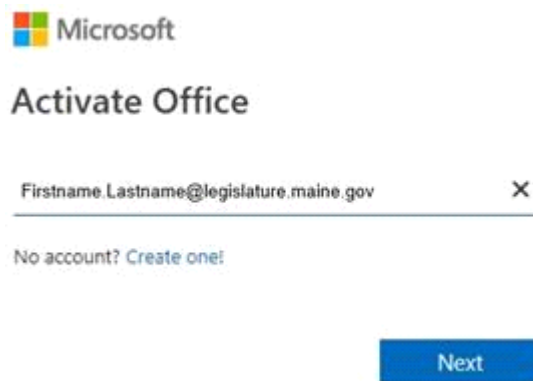 Microsoft
Activate Office
Firstname.Lastname@legislature.maine.gov
No account? Create one!
Next